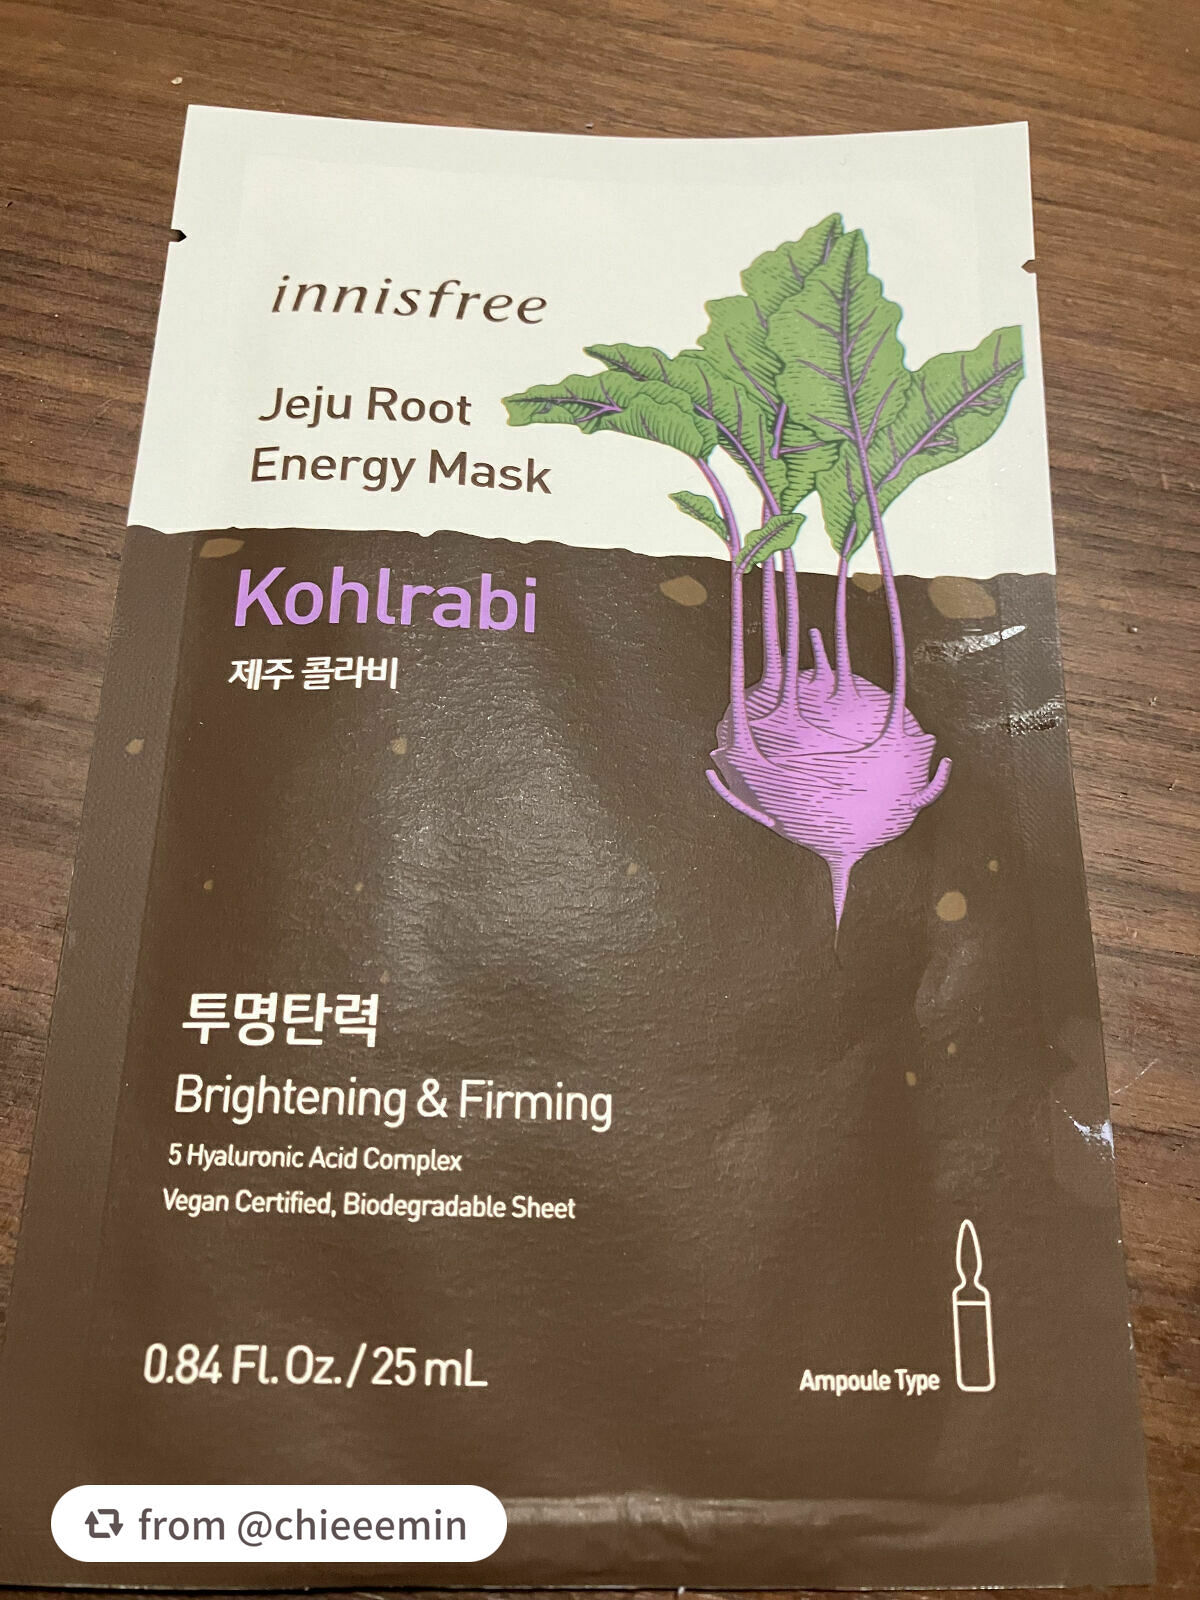 innisfree
Jeju Root
Energy Mask
Kohlrabi
제주 콜라비
투명탄력
Brightening & Firming
5 Hyaluronic Acid Complex
Vegan Certified, Biodegradable Sheet
0.84 Fl. Oz. / 25 mL
Ampoule Type
from @chieeemin